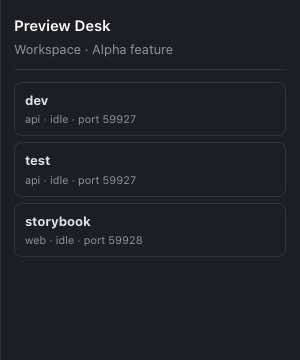 Preview Desk
Workspace · Alpha feature
dev
api · idle · port 59927
test
api · idle · port 59927
storybook
web · idle · port 59928